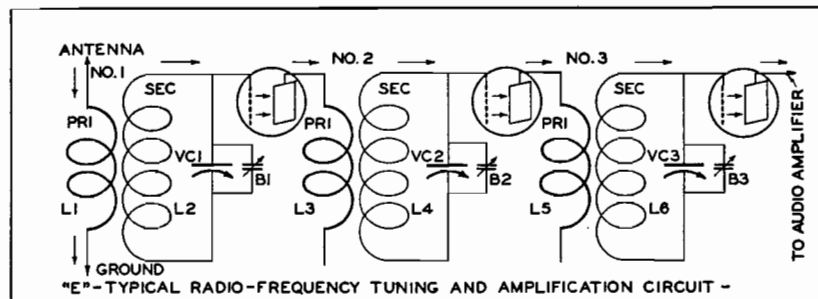 ANTENNA
NO.1
NO.2
NO.3
SEC
SEC
SEC
PRI
PRI
PRI
VC1
VC2
VC3
B1
B2
B3
L1
L2
L3
L4
L5
L6
GROUND
TO AUDIO AMPLIFIER
"E"-TYPICAL RADIO-FREQUENCY TUNING AND AMPLIFICATION CIRCUIT -